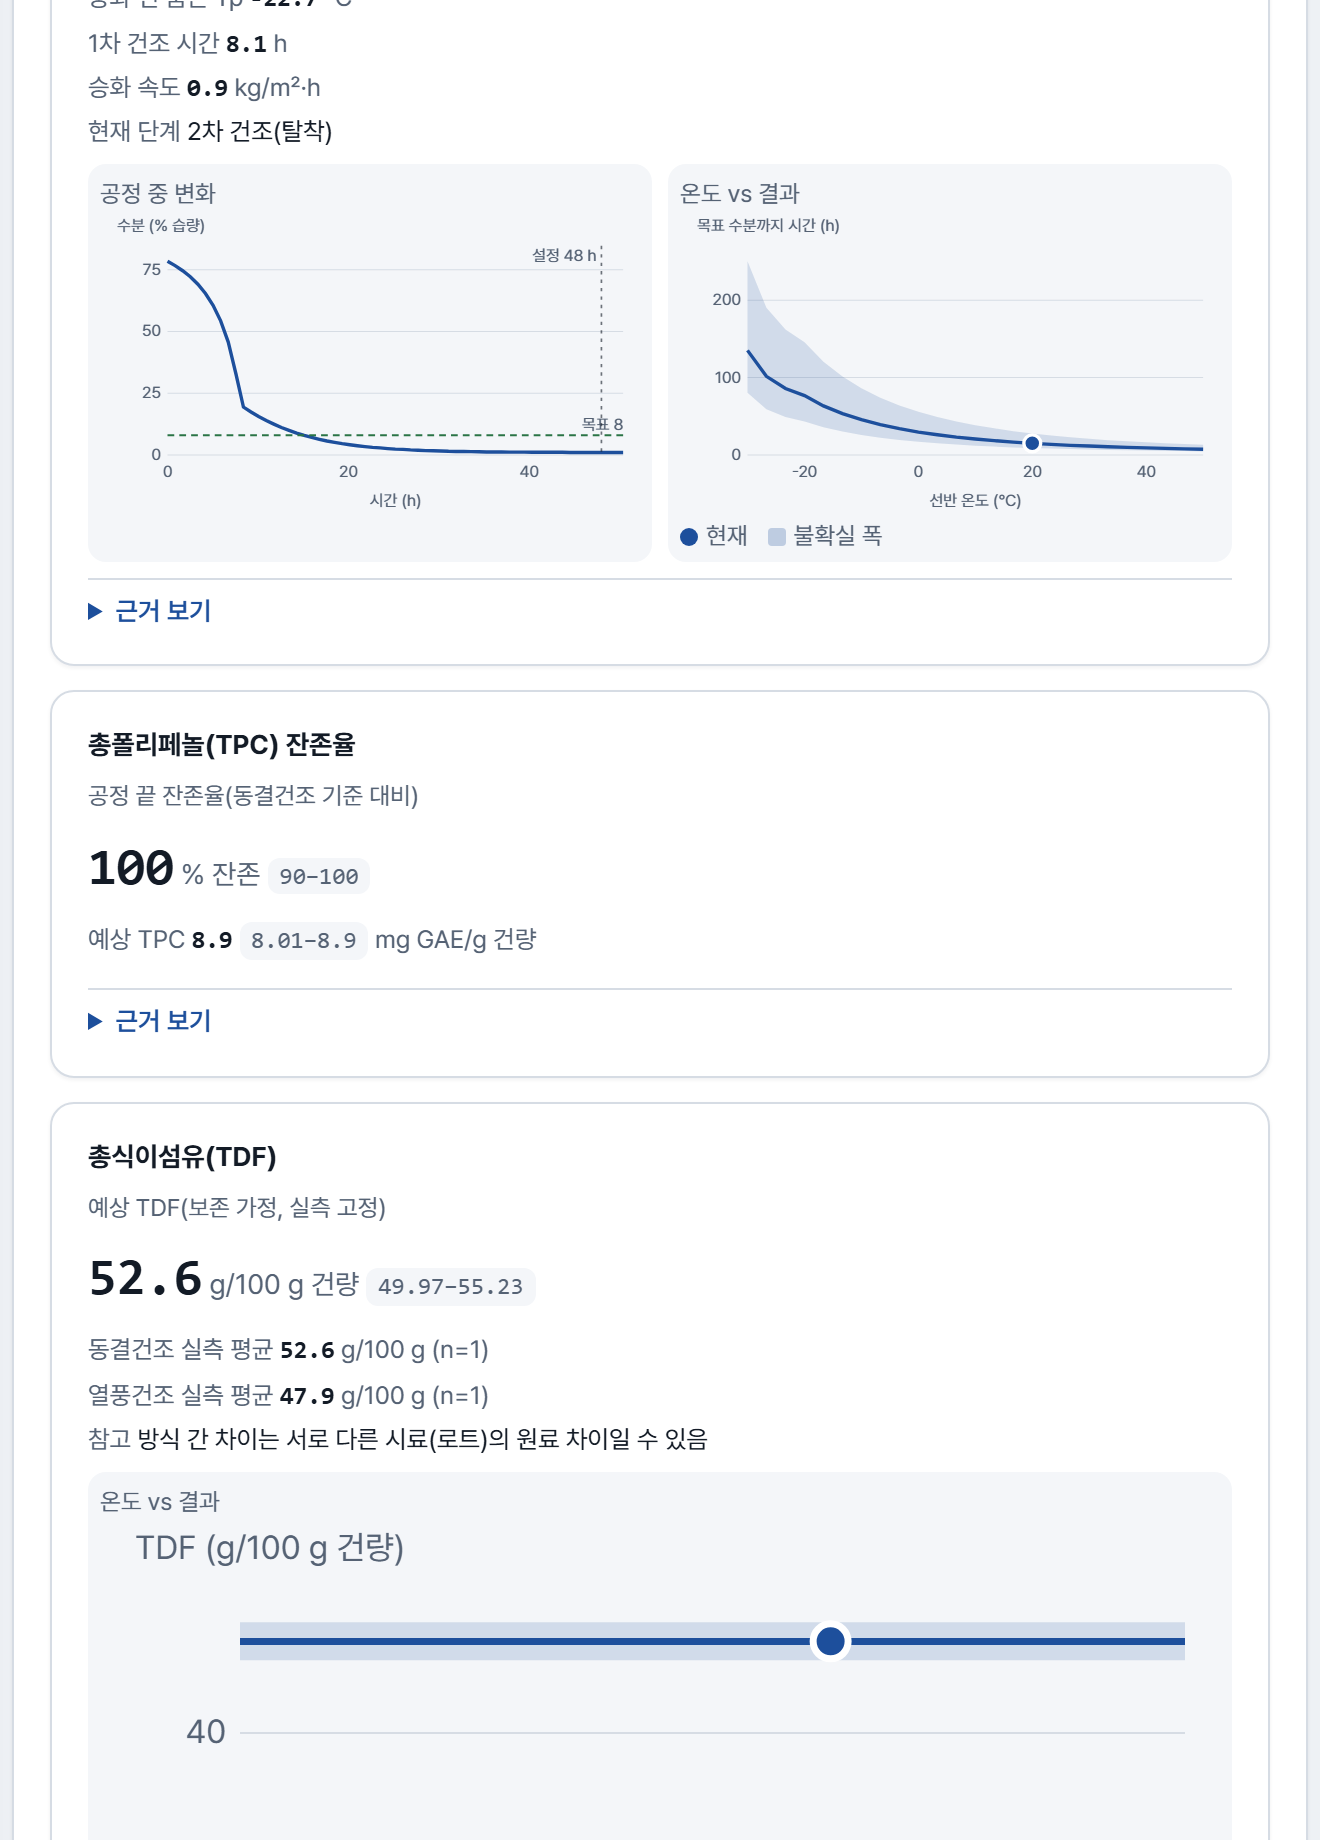 동화 전 품온 Tp -22.7 °C
1차 건조 시간 8.1 h
승화 속도 0.9 kg/m²·h
현재 단계 2차 건조(탈착)
공정 중 변화
수분 (% 습량)
설정 48 h
75
50
25
목표 8
0
0 20 40
시간 (h)
온도 vs 결과
목표 수분까지 시간 (h)
200
100
0
-20 0 20 40
선반 온도 (°C)
현재 불확실 폭
▶ 근거 보기
총폴리페놀(TPC) 잔존율
공정 끝 잔존율(동결건조 기준 대비)
100 % 잔존 90–100
예상 TPC 8.9 8.01–8.9 mg GAE/g 건량
▶ 근거 보기
총식이섬유(TDF)
예상 TDF(보존 가정, 실측 고정)
52.6 g/100 g 건량 49.97–55.23
동결건조 실측 평균 52.6 g/100 g (n=1)
열풍건조 실측 평균 47.9 g/100 g (n=1)
참고 방식 간 차이는 서로 다른 시료(로트)의 원료 차이일 수 있음
온도 vs 결과
TDF (g/100 g 건량)
40